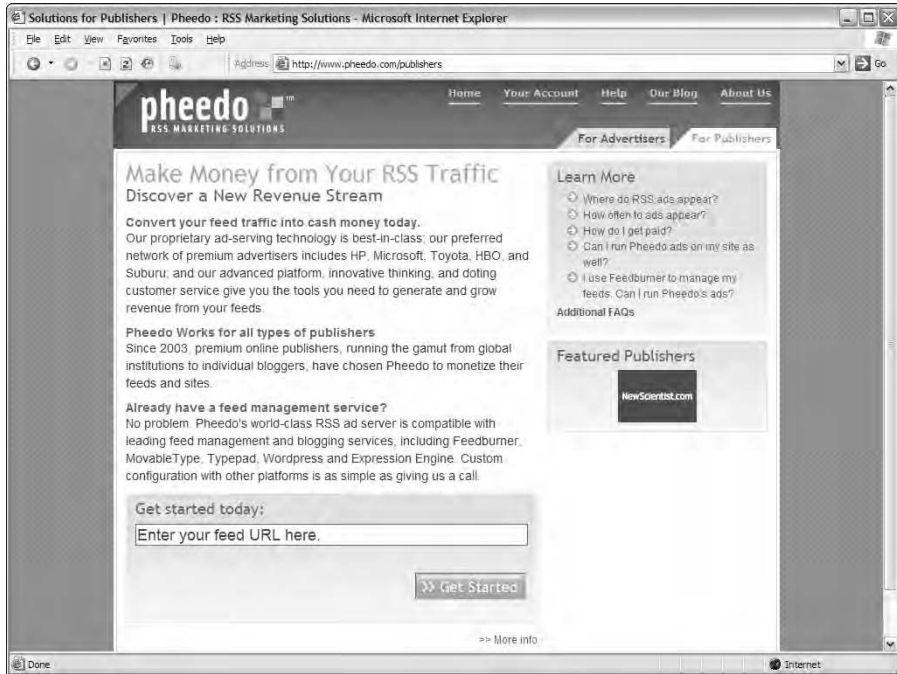 Solutions for Publishers | Pheedo : RSS Marketing Solutions - Microsoft Internet Explorer
File Edit View Favorites Tools Help
Address http://www.pheedo.com/publishers Go
pheedo ™
RSS MARKETING SOLUTIONS
Home Your Account Help Our Blog About Us
For Advertisers For Publishers
Make Money from Your RSS Traffic
Discover a New Revenue Stream
Convert your feed traffic into cash money today.
Our proprietary ad-serving technology is best-in-class; our preferred
network of premium advertisers includes HP, Microsoft, Toyota, HBO, and
Suburu; and our advanced platform, innovative thinking, and doting
customer service give you the tools you need to generate and grow
revenue from your feeds.
Pheedo Works for all types of publishers
Since 2003, premium online publishers, running the gamut from global
institutions to individual bloggers, have chosen Pheedo to monetize their
feeds and sites.
Already have a feed management service?
No problem. Pheedo's world-class RSS ad server is compatible with
leading feed management and blogging services, including Feedburner,
MovableType, Typepad, Wordpress and Expression Engine. Custom
configuration with other platforms is as simple as giving us a call.
Get started today:
Enter your feed URL here.
>> Get Started
>> More info
Learn More
Where do RSS ads appear?
How often to ads appear?
How do I get paid?
Can I run Pheedo ads on my site as
well?
I use Feedburner to manage my
feeds. Can I run Pheedo's ads?
Additional FAQs
Featured Publishers
NewScientist.com
Done Internet